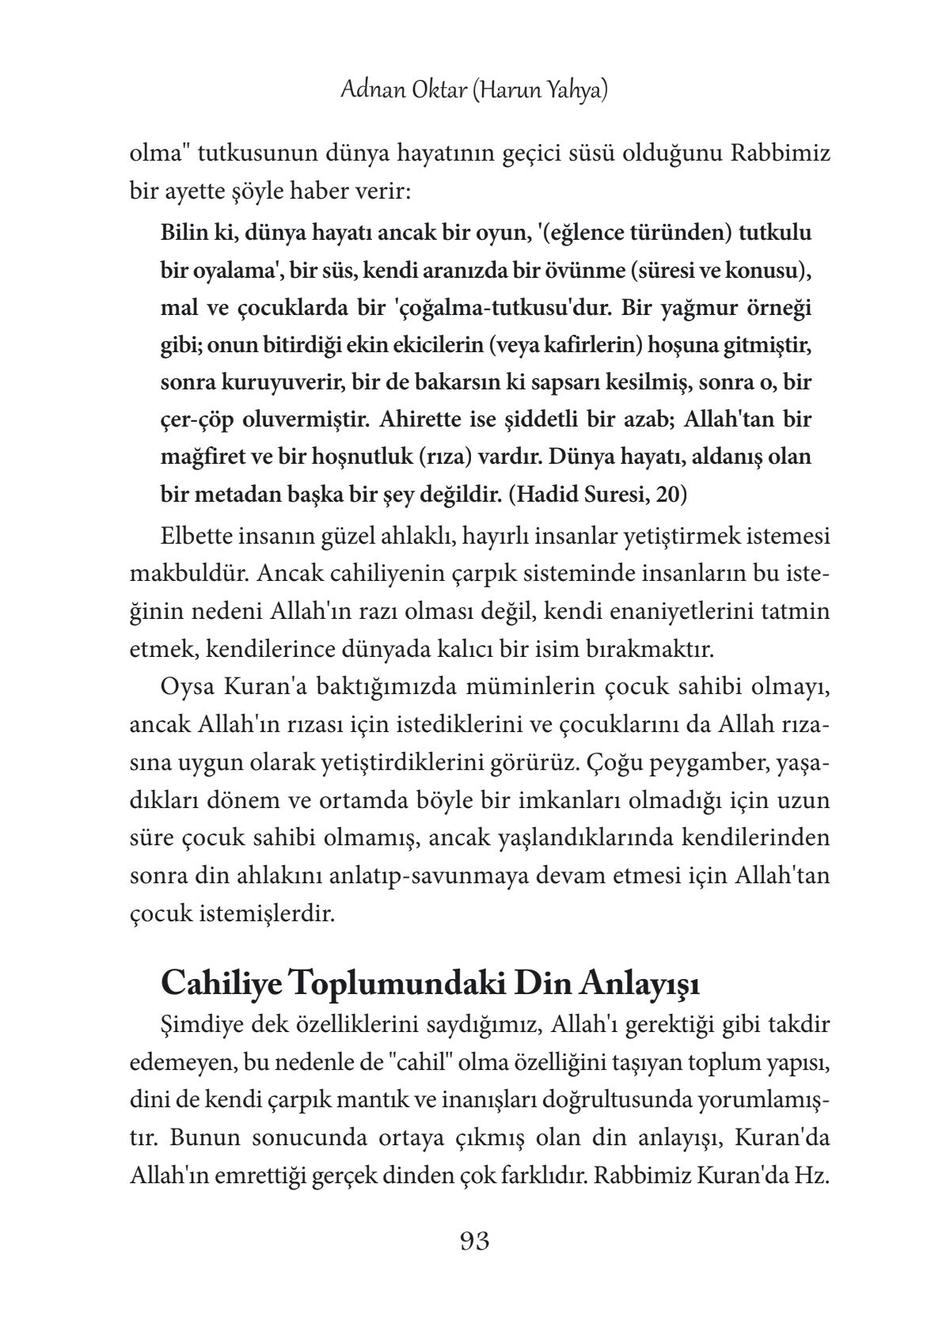 Adnan Oktar (Harun Yahya)
olma" tutkusunun dünya hayatının geçici süsü olduğunu Rabbimiz
bir ayette şöyle haber verir:
Bilin ki, dünya hayatı ancak bir oyun, '(eğlence türünden) tutkulu
bir oyalama', bir süs, kendi aranızda bir övünme (süresi ve konusu),
mal ve çocuklarda bir 'çoğalma-tutkusu'dur. Bir yağmur örneği
gibi; onun bitirdiği ekin ekicilerin (veya kafirlerin) hoşuna gitmiştir,
sonra kuruyuverir, bir de bakarsın ki sapsarı kesilmiş, sonra o, bir
çer-çöp oluvermiştir. Ahirette ise şiddetli bir azab; Allah'tan bir
mağfiret ve bir hoşnutluk (rıza) vardır. Dünya hayatı, aldanış olan
bir metadan başka bir şey değildir. (Hadid Suresi, 20)
Elbette insanın güzel ahlaklı, hayırlı insanlar yetiştirmek istemesi
makbuldür. Ancak cahiliyenin çarpık sisteminde insanların bu iste-
ğinin nedeni Allah'ın razı olması değil, kendi enaniyetlerini tatmin
etmek, kendilerince dünyada kalıcı bir isim bırakmaktır.
Oysa Kuran'a baktığımızda müminlerin çocuk sahibi olmayı,
ancak Allah'ın rızası için istediklerini ve çocuklarını da Allah rıza-
sına uygun olarak yetiştirdiklerini görürüz. Çoğu peygamber, yaşa-
dıkları dönem ve ortamda böyle bir imkanları olmadığı için uzun
süre çocuk sahibi olmamış, ancak yaşlandıklarında kendilerinden
sonra din ahlakını anlatıp-savunmaya devam etmesi için Allah'tan
çocuk istemişlerdir.
Cahiliye Toplumundaki Din Anlayışı
Şimdiye dek özelliklerini saydığımız, Allah'ı gerektiği gibi takdir
edemeyen, bu nedenle de "cahil" olma özelliğini taşıyan toplum yapısı,
dini de kendi çarpık mantık ve inanışları doğrultusunda yorumlamış-
tır. Bunun sonucunda ortaya çıkmış olan din anlayışı, Kuran'da
Allah'ın emrettiği gerçek dinden çok farklıdır. Rabbimiz Kuran'da Hz.
93